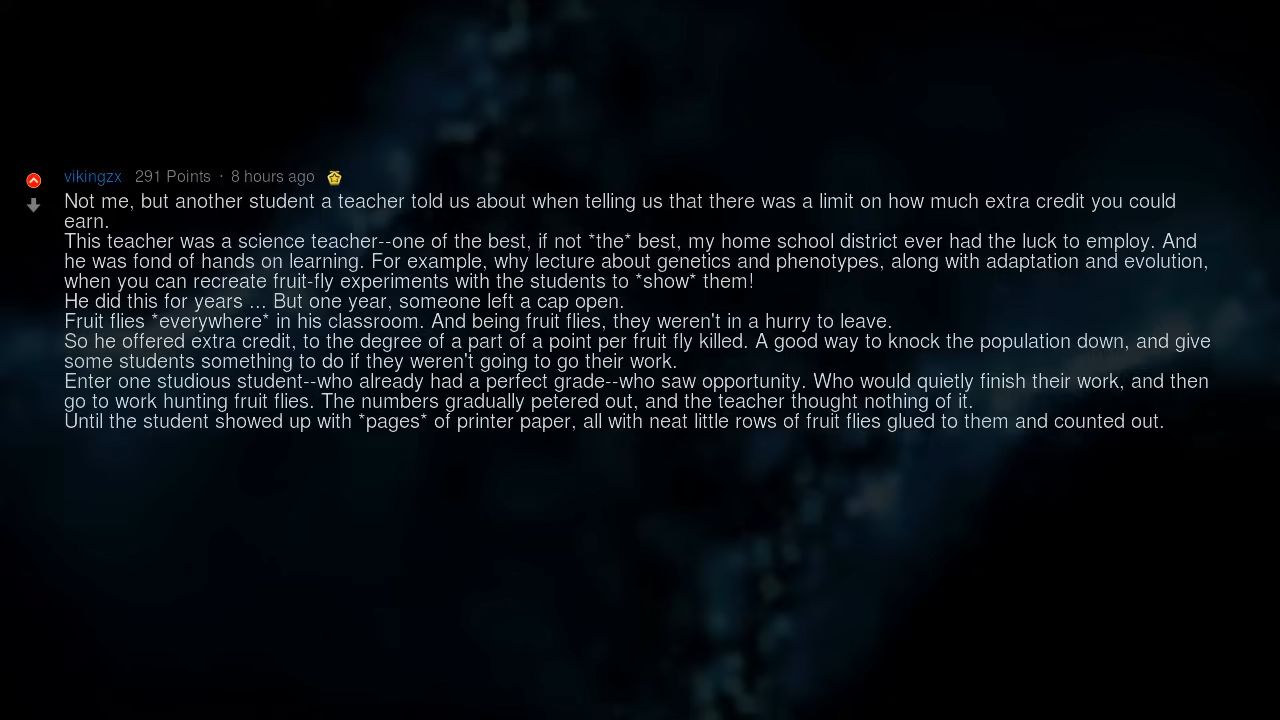 vikingzx 291 Points · 8 hours ago
Not me, but another student a teacher told us about when telling us that there was a limit on how much extra credit you could
earn.
This teacher was a science teacher--one of the best, if not *the* best, my home school district ever had the luck to employ. And
he was fond of hands on learning. For example, why lecture about genetics and phenotypes, along with adaptation and evolution,
when you can recreate fruit-fly experiments with the students to *show* them!
He did this for years ... But one year, someone left a cap open.
Fruit flies *everywhere* in his classroom. And being fruit flies, they weren't in a hurry to leave.
So he offered extra credit, to the degree of a part of a point per fruit fly killed. A good way to knock the population down, and give
some students something to do if they weren't going to go their work.
Enter one studious student--who already had a perfect grade--who saw opportunity. Who would quietly finish their work, and then
go to work hunting fruit flies. The numbers gradually petered out, and the teacher thought nothing of it.
Until the student showed up with *pages* of printer paper, all with neat little rows of fruit flies glued to them and counted out.